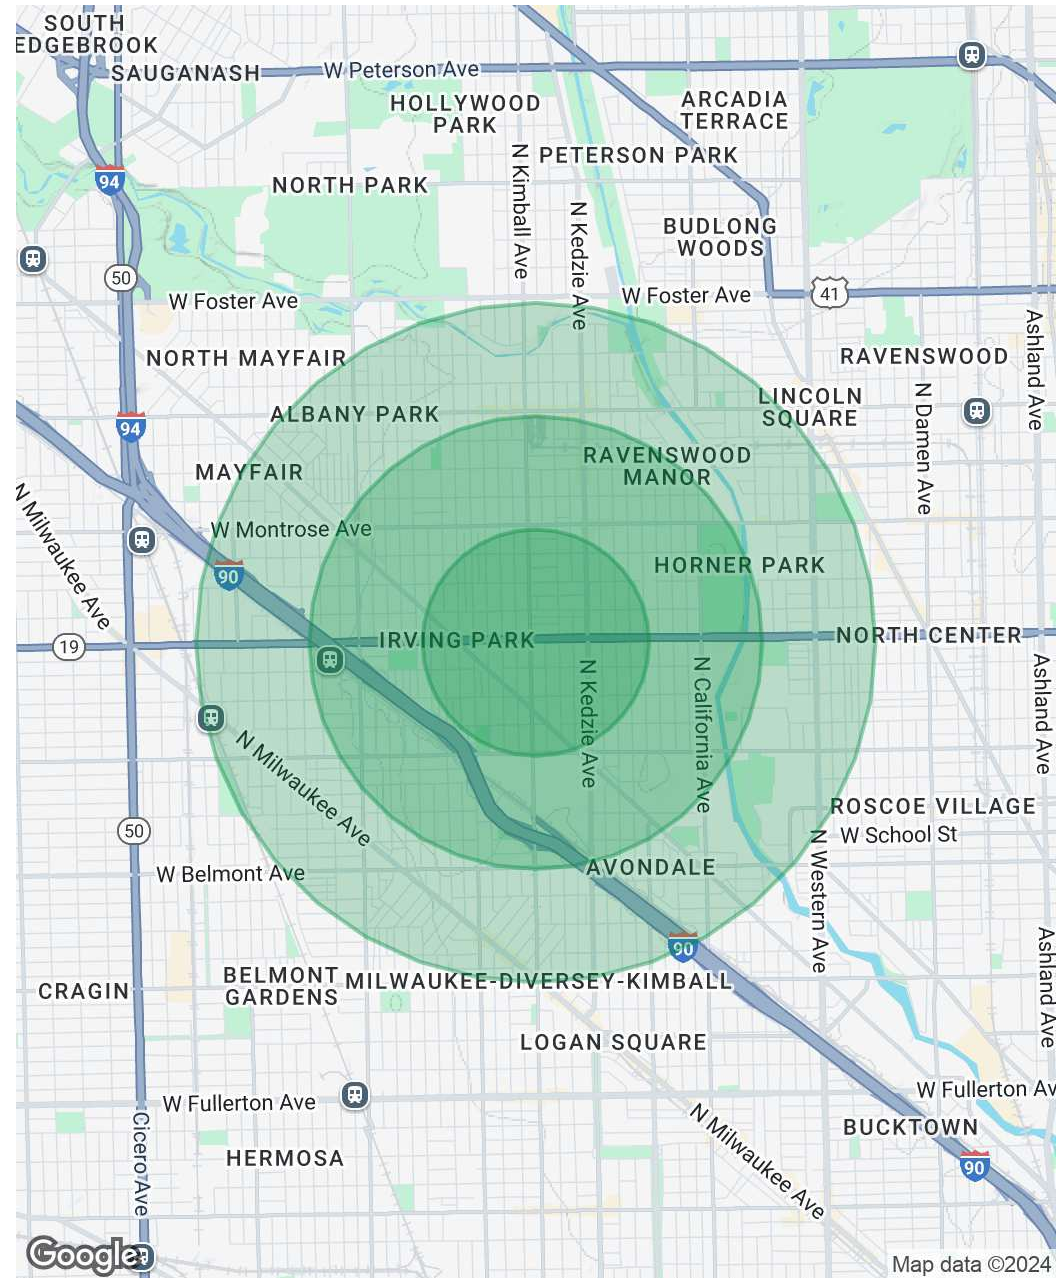 SOUTH
EDGEBROOK
SAUGANASH
W Peterson Ave
HOLLYWOOD
PARK
ARCADIA
TERRACE
N Kimball Ave
PETERSON PARK
94
NORTH PARK
N Kedzie Ave
BUDLONG
WOODS
50
W Foster Ave
W Foster Ave
41
NORTH MAYFAIR
RAVENSWOOD
Ashland Ave
ALBANY PARK
LINCOLN
SQUARE
N Damen Ave
94
MAYFAIR
RAVENSWOOD
MANOR
N Milwaukee Ave
W Montrose Ave
90
HORNER PARK
19
IRVING PARK
NORTH CENTER
N Kedzie Ave
N California Ave
Ashland Ave
N Milwaukee Ave
50
ROSCOE VILLAGE
W School St
W Belmont Ave
AVONDALE
N Western Ave
90
CRAGIN
BELMONT
GARDENS
MILWAUKEE-DIVERSEY-KIMBALL
Ashland Ave
LOGAN SQUARE
W Fullerton Ave
W Fullerton Av
Cicero Ave
N Milwaukee Ave
BUCKTOWN
HERMOSA
90
Google
Map data ©2024